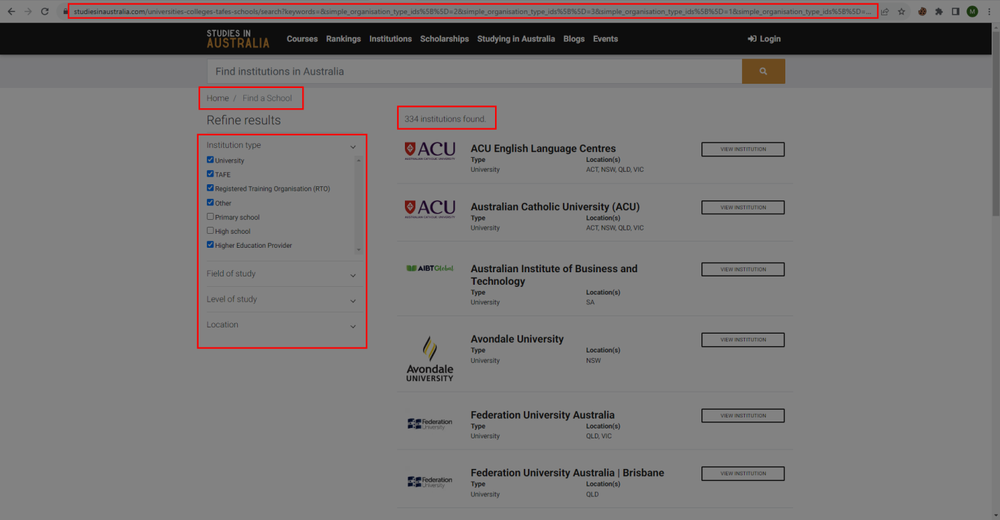 studiesinaustralia.com/universities-colleges-tafes-schools/search?keywords=&simple_organisation_type_ids%5B%5D=2&simple_organisation_type_ids%5B%5D=3&simple_organisation_type_ids%5B%5D=1&simple_organisation_type_ids%5B%5D=...
M
STUDIES IN
AUSTRALIA
Courses Rankings Institutions Scholarships Studying in Australia Blogs Events Login
Find institutions in Australia
Home / Find a School
Refine results
334 institutions found.
Institution type
University
TAFE
Registered Training Organisation (RTO)
Other
Primary school
High school
Higher Education Provider
Field of study
Level of study
Location
ACU
AUSTRALIAN CATHOLIC UNIVERSITY
ACU English Language Centres
Type Location(s)
University ACT, NSW, QLD, VIC
VIEW INSTITUTION
ACU
AUSTRALIAN CATHOLIC UNIVERSITY
Australian Catholic University (ACU)
Type Location(s)
University ACT, NSW, QLD, VIC
VIEW INSTITUTION
AIBTGlobal
Australian Institute of Business and
Technology
Type Location(s)
University SA
VIEW INSTITUTION
Avondale
UNIVERSITY
Avondale University
Type Location(s)
University NSW
VIEW INSTITUTION
Federation
University
Federation University Australia
Type Location(s)
University QLD, VIC
VIEW INSTITUTION
Federation
University
Federation University Australia | Brisbane
Type Location(s)
University QLD
VIEW INSTITUTION